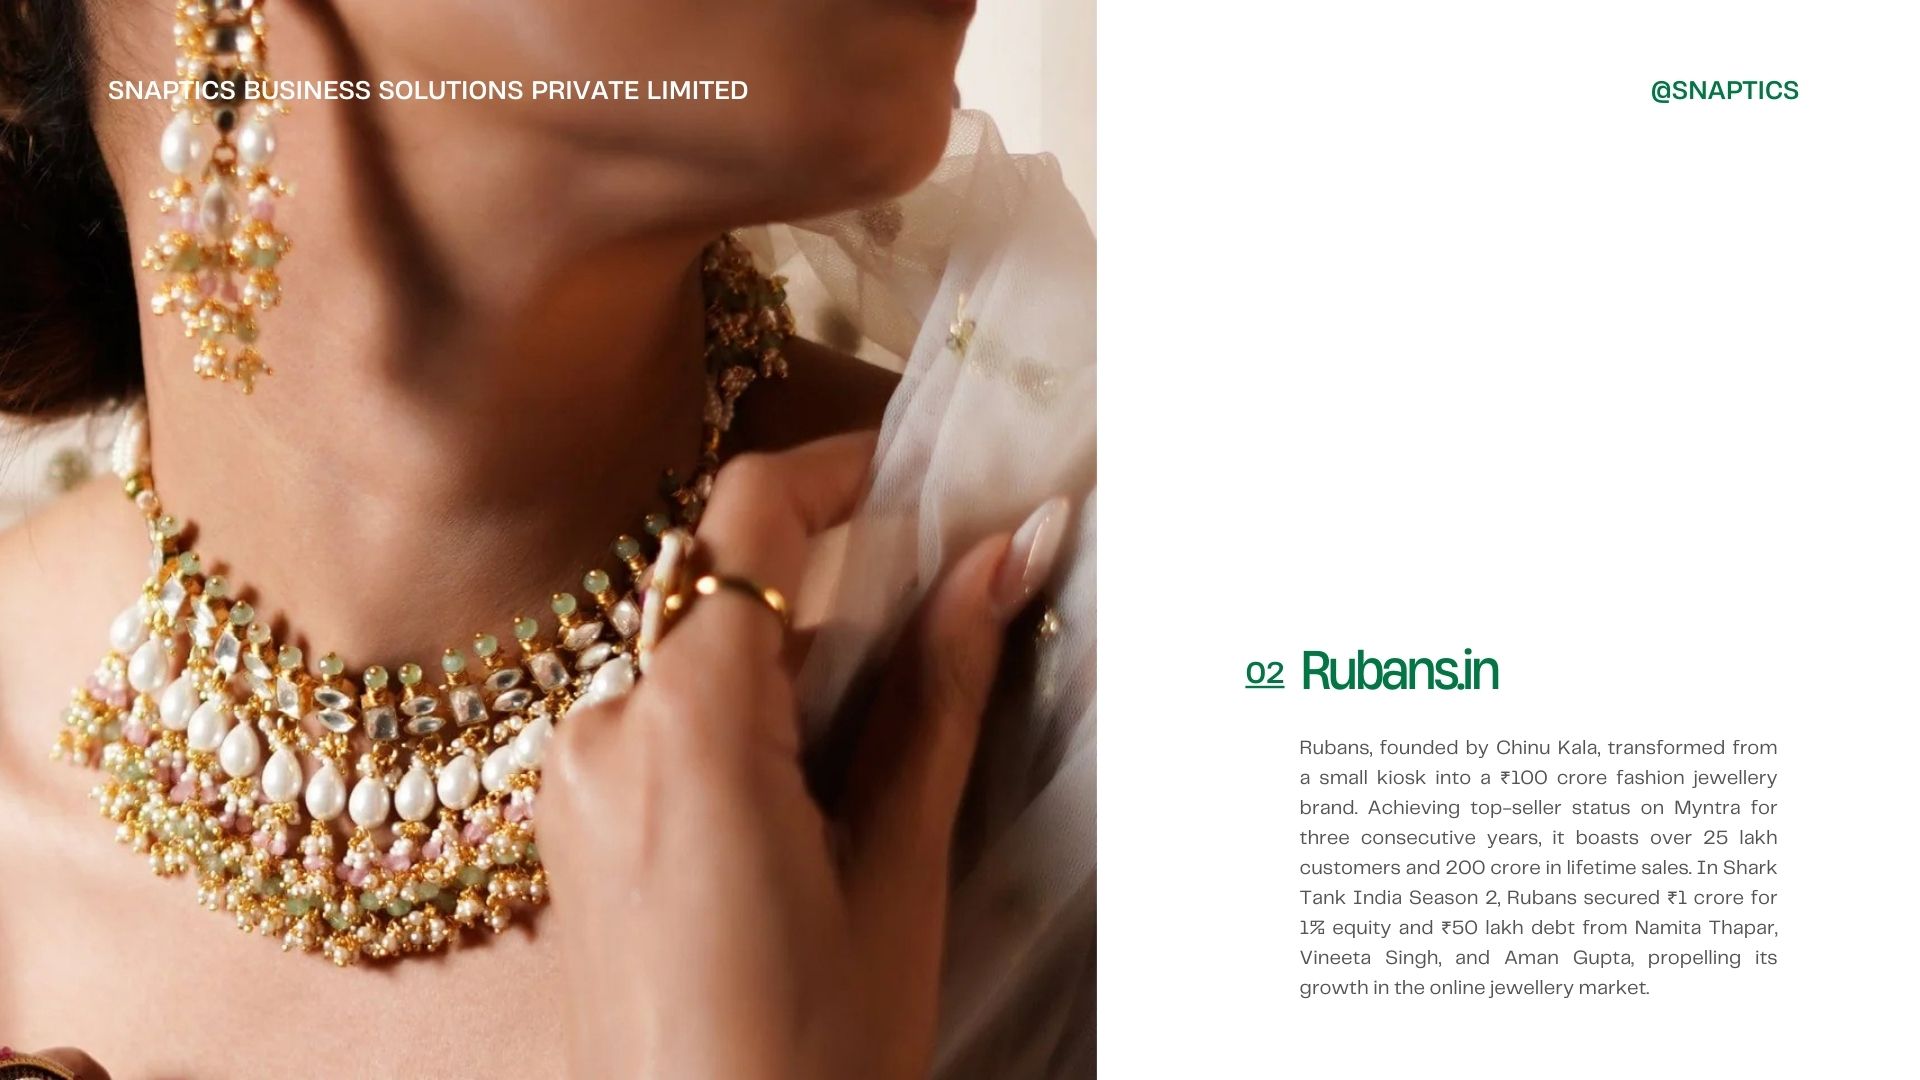 SNAPTICS BUSINESS SOLUTIONS PRIVATE LIMITED
@SNAPTICS
02 Rubans.in
Rubans, founded by Chinu Kala, transformed from
a small kiosk into a ₹100 crore fashion jewellery
brand. Achieving top-seller status on Myntra for
three consecutive years, it boasts over 25 lakh
customers and 200 crore in lifetime sales. In Shark
Tank India Season 2, Rubans secured ₹1 crore for
1% equity and ₹50 lakh debt from Namita Thapar,
Vineeta Singh, and Aman Gupta, propelling its
growth in the online jewellery market.